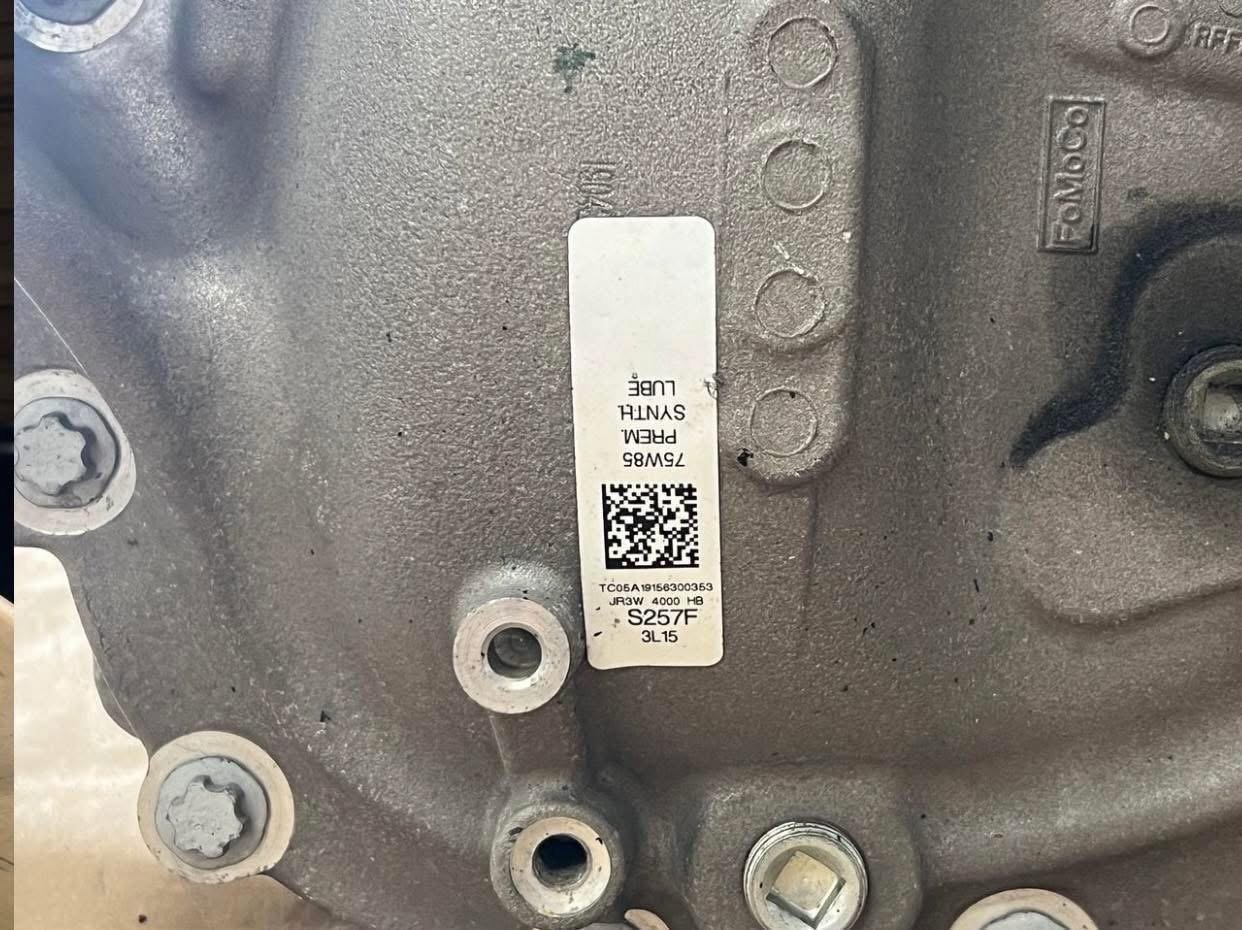 FoMoCo
75W85
PREM.
SYNTH.
LUBE
TC05A19156300353
JR3W 4000 HB
S257F
3L15